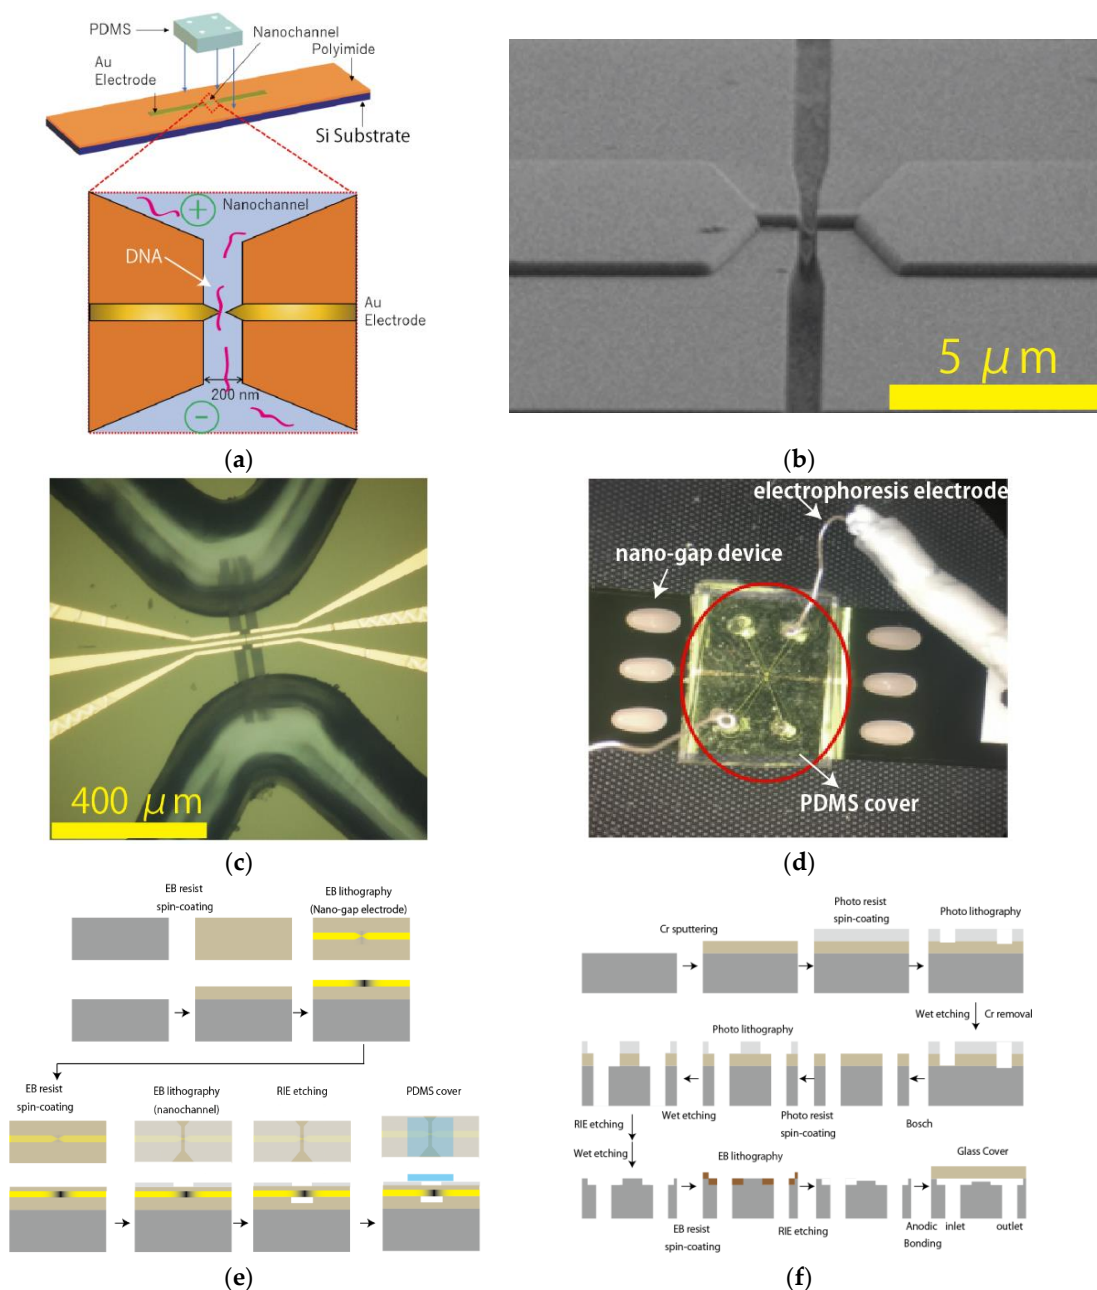 PDMS
Nanochannel
Polyimide
Au
Electrode
Si Substrate
+
Nanochannel
DNA
Au
Electrode
200 nm
−
(a)
5 μm
(b)
400 μm
(c)
electrophoresis electrode
nano-gap device
PDMS cover
(d)
EB resist
spin-coating
EB lithography
(Nano-gap electrode)
EB resist
spin-coating
EB lithography
(nanochannel)
RIE etching
PDMS cover
(e)
Cr sputtering
Photo resist
spin-coating
Photo lithography
Wet etching
Cr removal
Photo lithography
Wet etching
Photo resist
spin-coating
Bosch
RIE etching
Wet etching
EB lithography
Glass Cover
EB resist
spin-coating
RIE etching
Anodic
Bonding
inlet
outlet
(f)